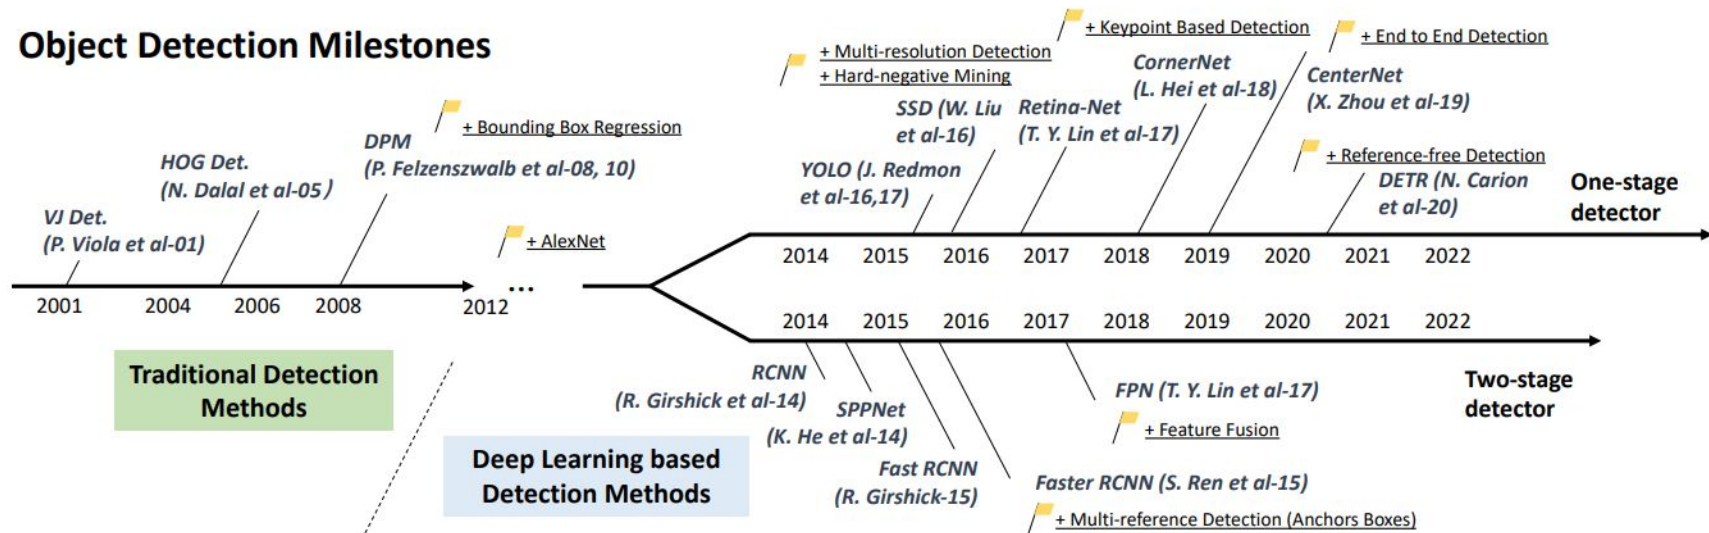 Object Detection Milestones
+ Multi-resolution Detection
+ Hard-negative Mining
+ Keypoint Based Detection
+ End to End Detection
+ Bounding Box Regression
VJ Det.
(P. Viola et al-01)
HOG Det.
(N. Dalal et al-05)
DPM
(P. Felzenszwalb et al-08, 10)
+ AlexNet
YOLO (J. Redmon
et al-16,17)
SSD (W. Liu
et al-16)
Retina-Net
(T. Y. Lin et al-17)
CornerNet
(L. Hei et al-18)
CenterNet
(X. Zhou et al-19)
+ Reference-free Detection
DETR (N. Carion
et al-20)
One-stage
detector
2014 2015 2016 2017 2018 2019 2020 2021 2022
2001 2004 2006 2008 2012 ...
2014 2015 2016 2017 2018 2019 2020 2021 2022
Two-stage
detector
Traditional Detection
Methods
Deep Learning based
Detection Methods
RCNN
(R. Girshick et al-14)
SPPNet
(K. He et al-14)
Fast RCNN
(R. Girshick-15)
Faster RCNN (S. Ren et al-15)
+ Multi-reference Detection (Anchors Boxes)
FPN (T. Y. Lin et al-17)
+ Feature Fusion